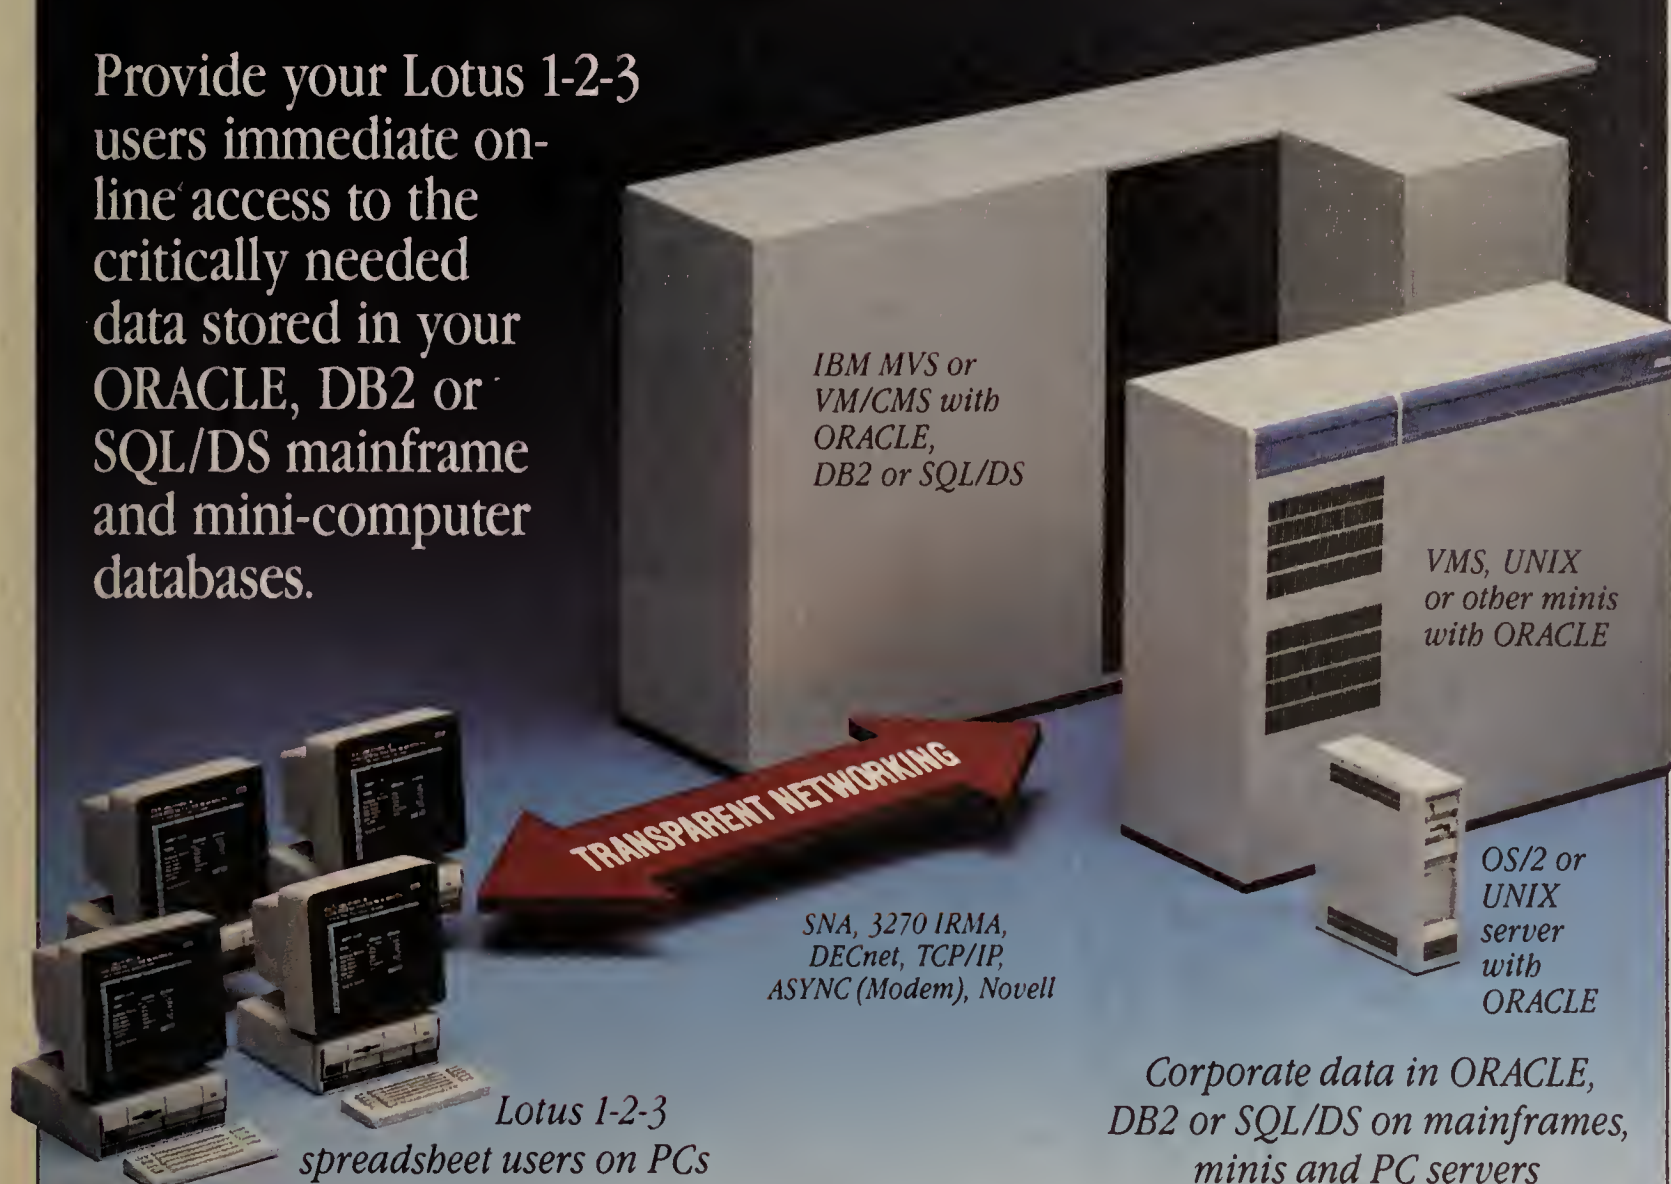 Provide your Lotus 1-2-3
users immediate on-
line access to the
critically needed
data stored in your
ORACLE, DB2 or
SQL/DS mainframe
and mini-computer
databases.
IBM MVS or
VM/CMS with
ORACLE,
DB2 or SQL/DS
VMS, UNIX
or other minis
with ORACLE
TRANSPARENT NETWORKING
SNA, 3270 IRMA,
DECnet, TCP/IP,
ASYNC (Modem), Novell
OS/2 or
UNIX
server
with
ORACLE
Lotus 1-2-3
spreadsheet users on PCs
Corporate data in ORACLE,
DB2 or SQL/DS on mainframes,
minis and PC servers